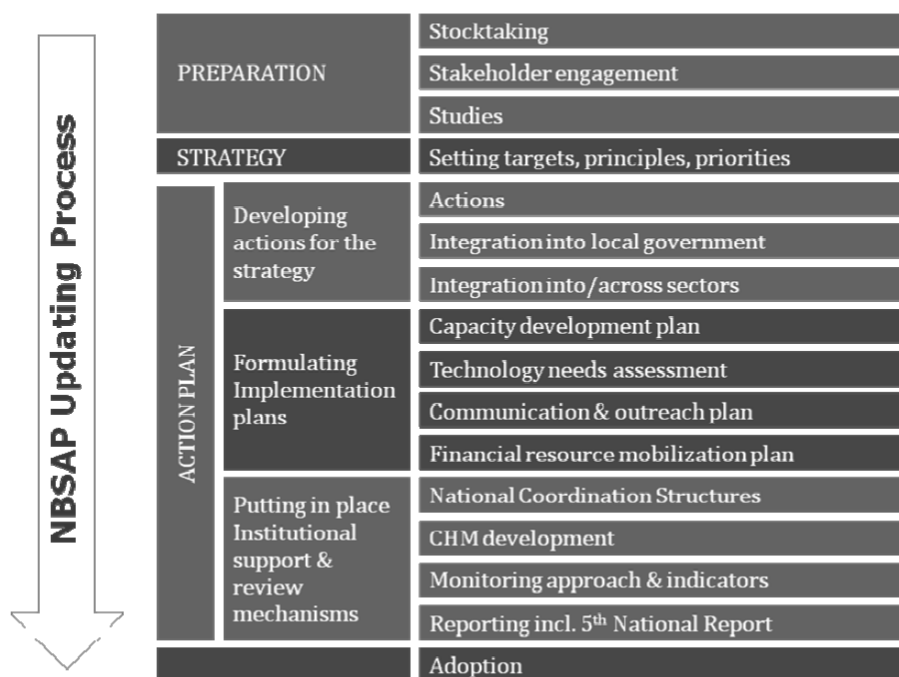 NBSAP Updating Process
PREPARATION
Stocktaking
Stakeholder engagement
Studies
STRATEGY
Setting targets, principles, priorities
ACTION PLAN
Developing
actions for the
strategy
Actions
Integration into local government
Integration into/across sectors
Formulating
Implementation
plans
Capacity development plan
Technology needs assessment
Communication & outreach plan
Financial resource mobilization plan
Putting in place
Institutional
support &
review
mechanisms
National Coordination Structures
CHM development
Monitoring approach & indicators
Reporting incl. 5th National Report
Adoption